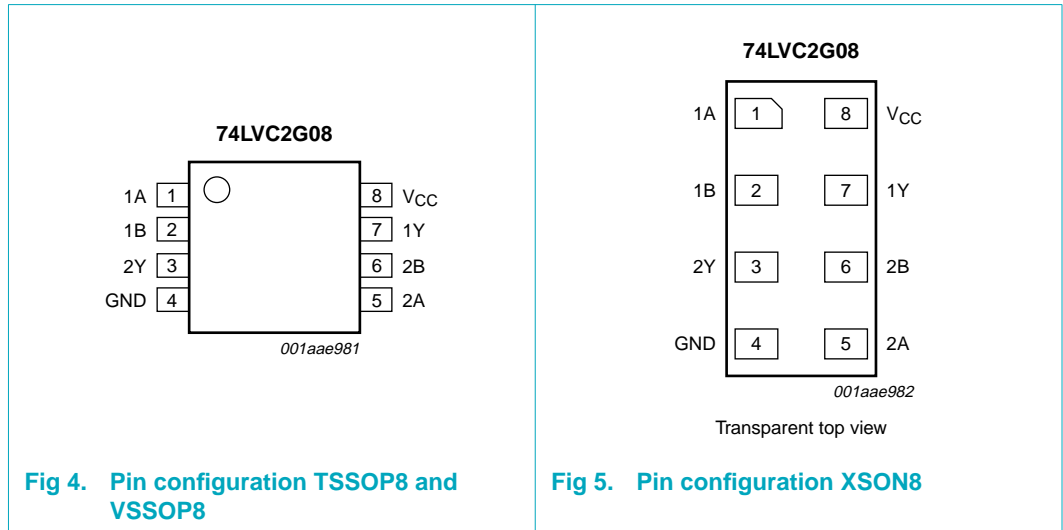 74LVC2G08
1A 1 8 VCC
1B 2 7 1Y
2Y 3 6 2B
GND 4 5 2A
001aae981
Fig 4. Pin configuration TSSOP8 and
VSSOP8
74LVC2G08
1A 1 8 VCC
1B 2 7 1Y
2Y 3 6 2B
GND 4 5 2A
001aae982
Transparent top view
Fig 5. Pin configuration XSON8